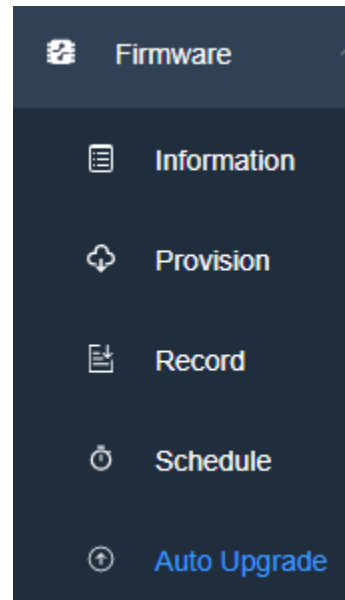 Firmware
Information
Provision
Record
Schedule
Auto Upgrade